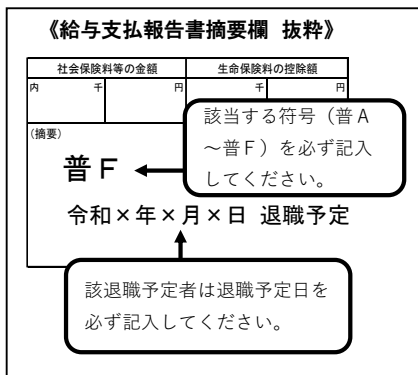 《給与支払報告書摘要欄 抜粋》
社会保険料等の金額 生命保険料の控除額
内 千 円 千 円
(摘要)
該当する符号（普A
～普F）を必ず記入
してください。
普F
令和×年×月×日 退職予定
該退職予定者は退職予定日を
必ず記入してください。